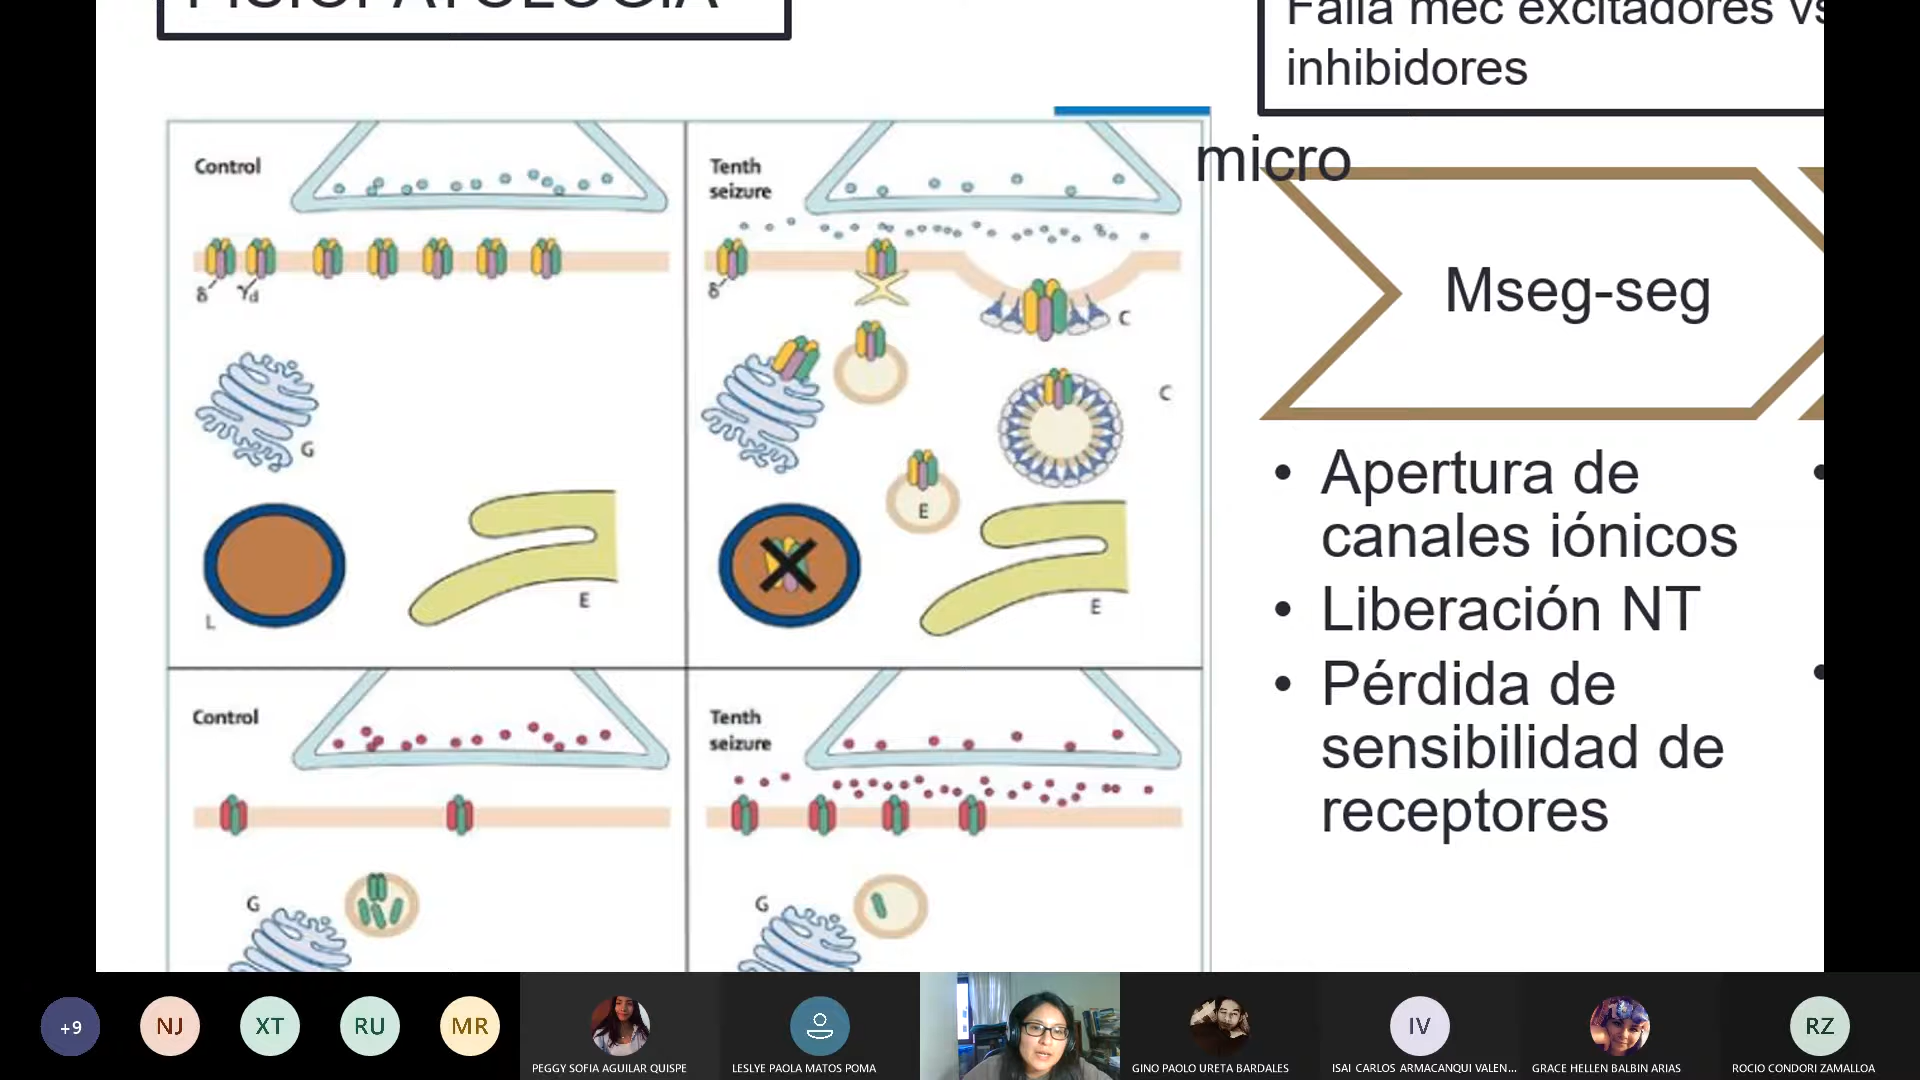 FISIOPATOLOGÍA
Falla mec excitadores vs
inhibidores
micro
Control
Tenth
seizure
δ
γd
δ
C
C
G
E
L
E
E
Mseg-seg
• Apertura de
canales iónicos
• Liberación NT
• Pérdida de
sensibilidad de
receptores
Control
Tenth
seizure
G
G
+9
NJ
XT
RU
MR
PEGGY SOFIA AGUILAR QUISPE
LESLYE PAOLA MATOS POMA
GINO PAOLO URETA BARDALES
IV
ISAI CARLOS ARMACANQUI VALEN...
GRACE HELLEN BALBIN ARIAS
RZ
ROCIO CONDORI ZAMALLOA